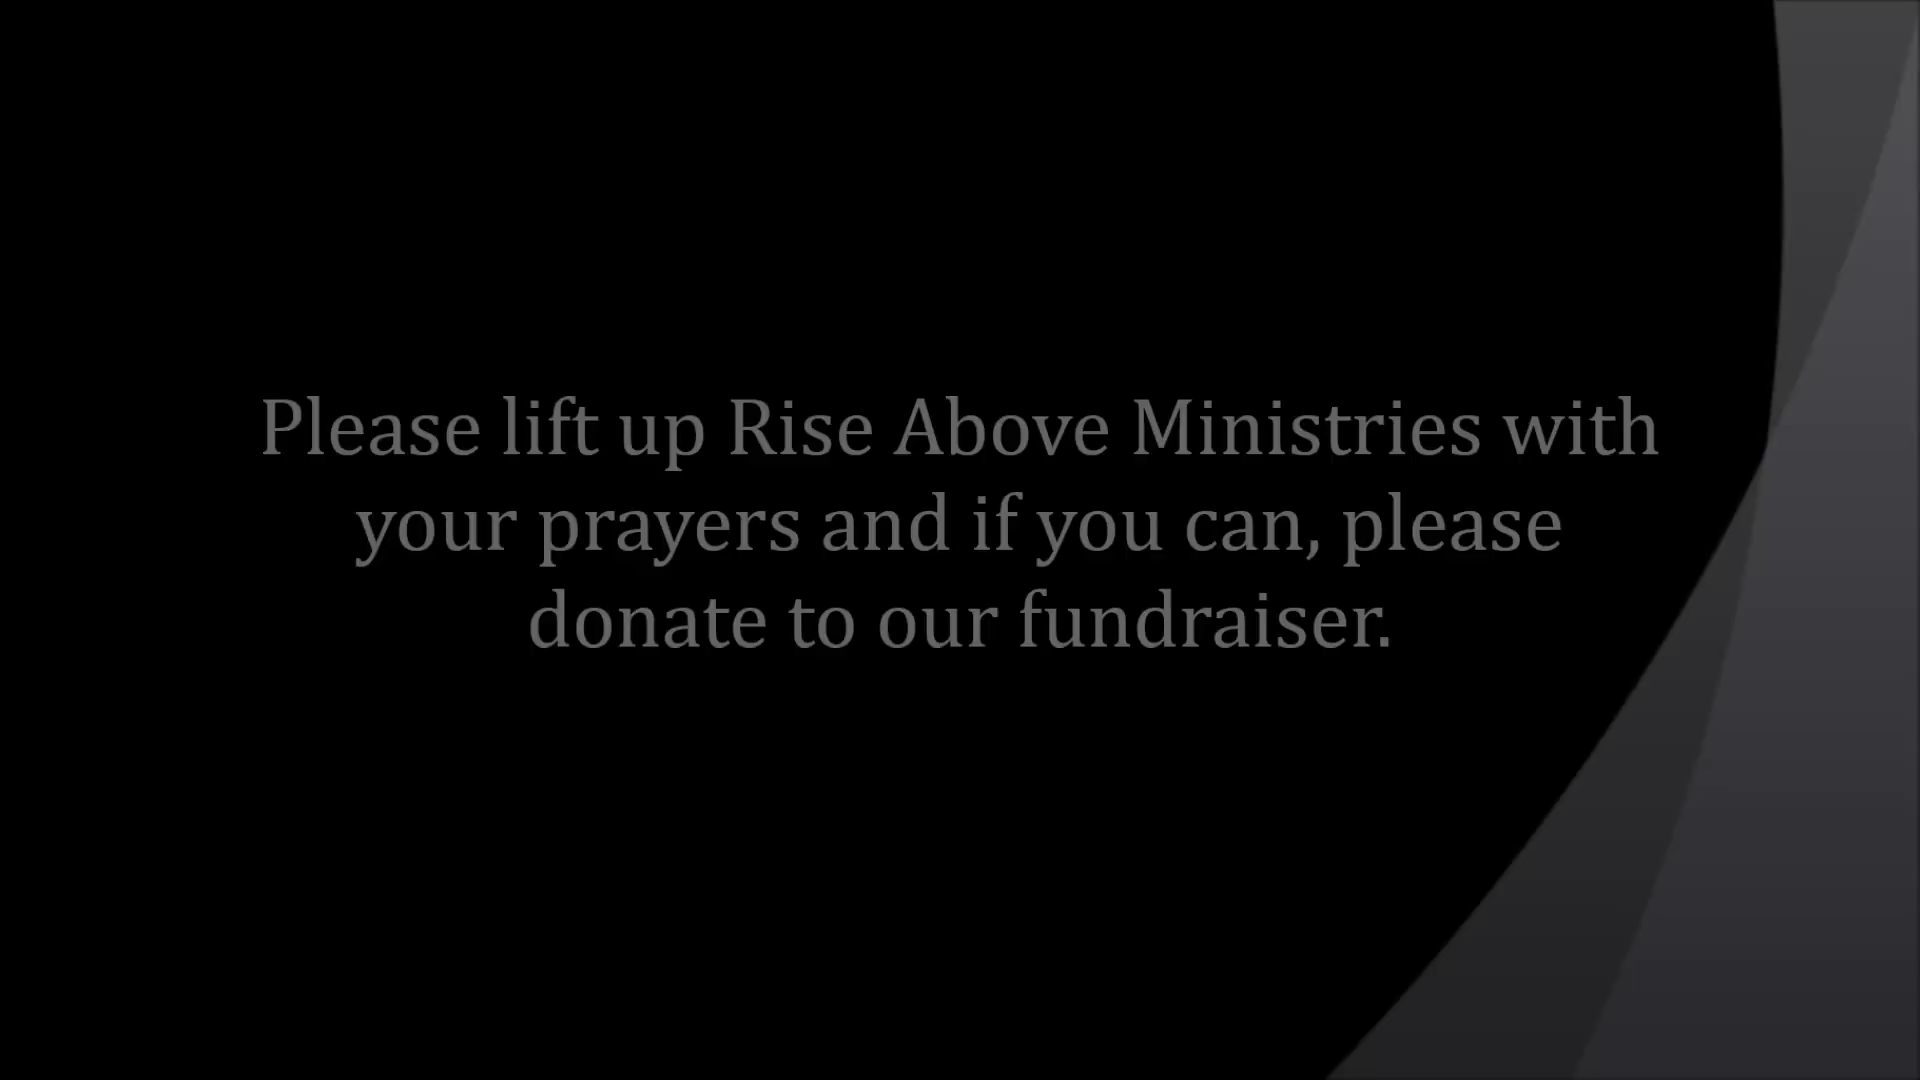 Please lift up Rise Above Ministries with
your prayers and if you can, please
donate to our fundraiser.